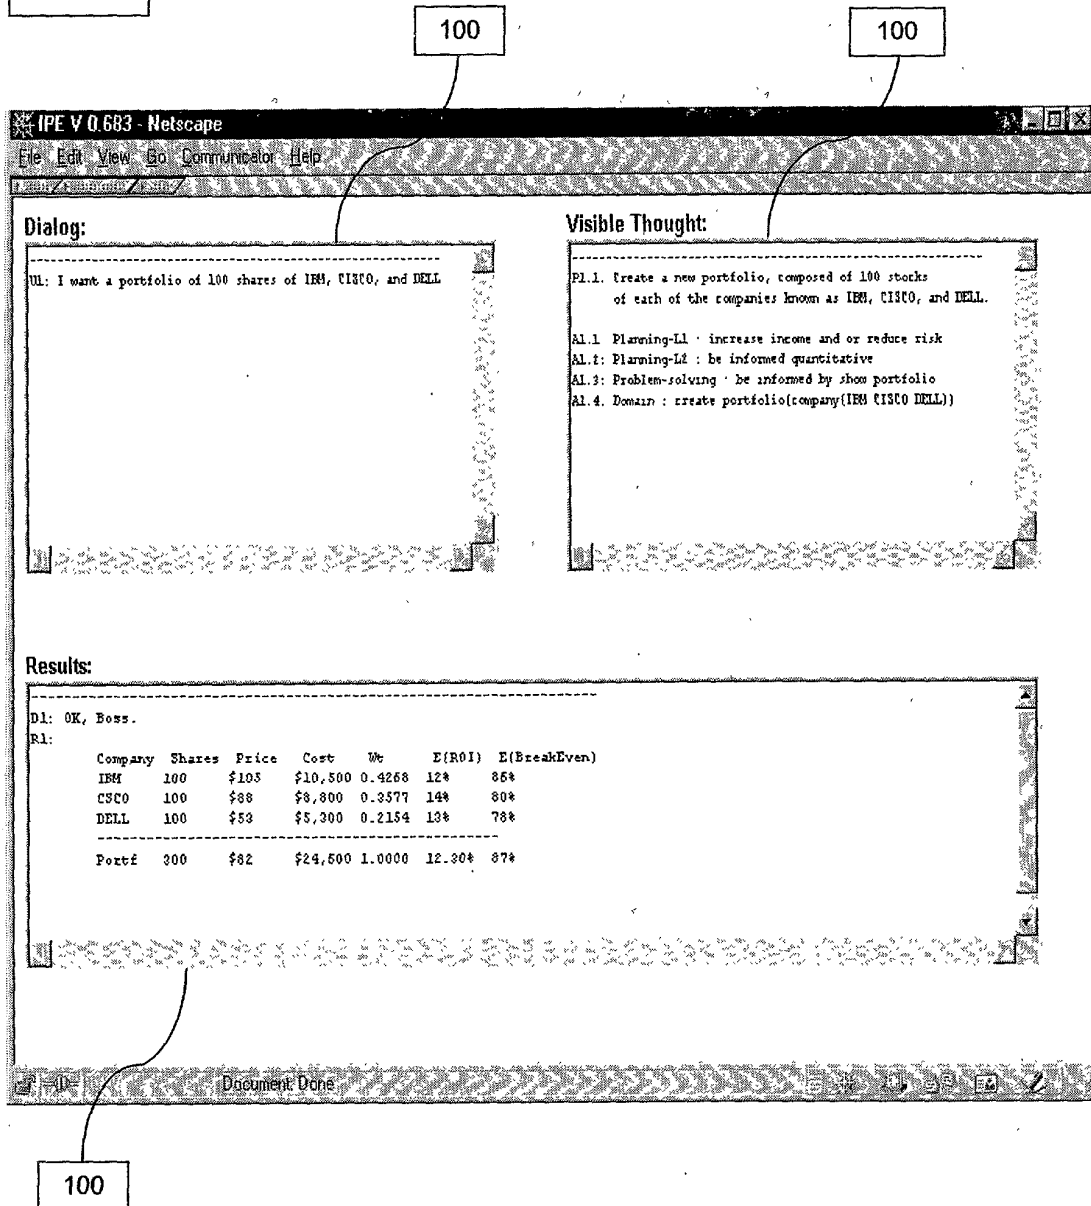 100
100
IPE V 0.683 - Netscape
File Edit View Go Communicator Help
Dialog:
U1: I want a portfolio of 100 shares of IBM, CISCO, and DELL
Visible Thought:
P1.1. Create a new portfolio, composed of 100 stocks
of each of the companies known as IBM, CISCO, and DELL.
A1.1 Planning-L1 : increase income and or reduce risk
A1.2: Planning-L2 : be informed quantitative
A1.3: Problem-solving : be informed by show portfolio
A1.4. Domain : create portfolio(company(IBM CISCO DELL))
Results:
D1: OK, Boss.
R1:
Company Shares Price Cost Wt E(ROI) E(BreakEven)
IBM 100 $105 $10,500 0.4268 12% 86%
CSCO 100 $88 $8,800 0.3577 14% 80%
DELL 100 $53 $5,300 0.2154 13% 78%
Portf 300 $82 $24,600 1.0000 12.30% 87%
Document: Done
100